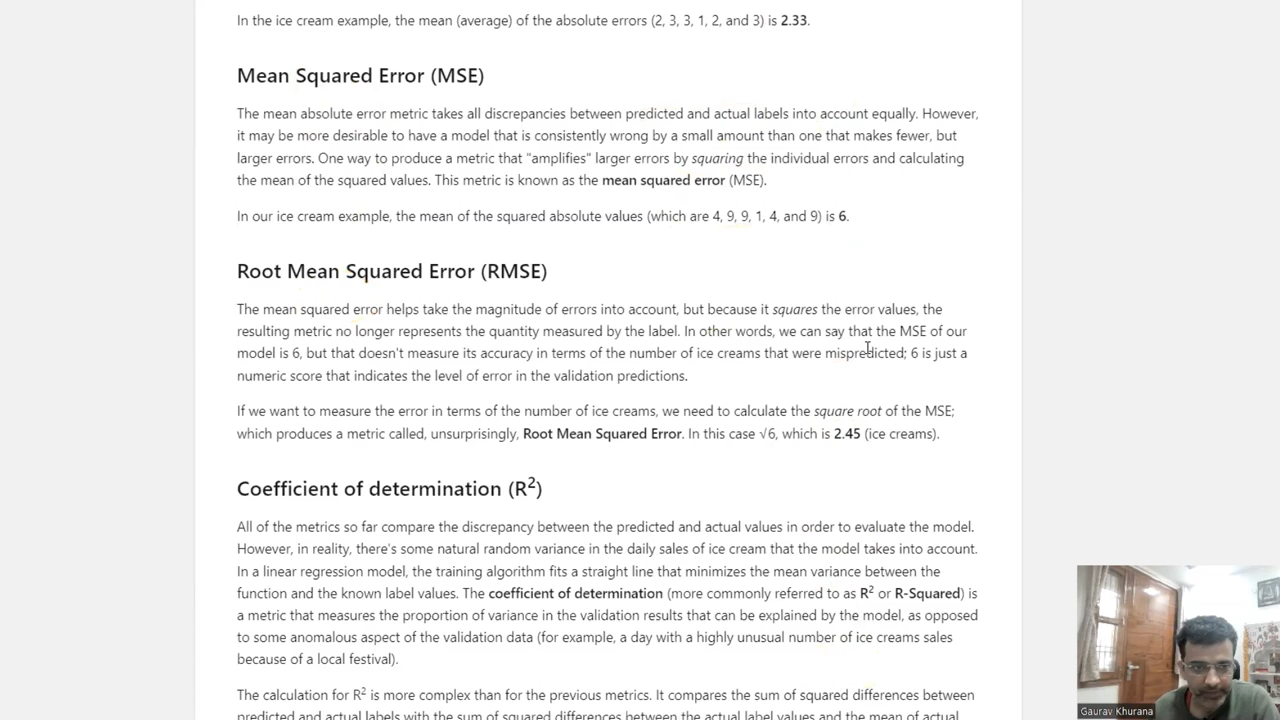 In the ice cream example, the mean (average) of the absolute errors (2, 3, 3, 1, 2, and 3) is 2.33.
Mean Squared Error (MSE)
The mean absolute error metric takes all discrepancies between predicted and actual labels into account equally. However,
it may be more desirable to have a model that is consistently wrong by a small amount than one that makes fewer, but
larger errors. One way to produce a metric that "amplifies" larger errors by squaring the individual errors and calculating
the mean of the squared values. This metric is known as the mean squared error (MSE).
In our ice cream example, the mean of the squared absolute values (which are 4, 9, 9, 1, 4, and 9) is 6.
Root Mean Squared Error (RMSE)
The mean squared error helps take the magnitude of errors into account, but because it squares the error values, the
resulting metric no longer represents the quantity measured by the label. In other words, we can say that the MSE of our
model is 6, but that doesn't measure its accuracy in terms of the number of ice creams that were mispredicted; 6 is just a
numeric score that indicates the level of error in the validation predictions.
If we want to measure the error in terms of the number of ice creams, we need to calculate the square root of the MSE;
which produces a metric called, unsurprisingly, Root Mean Squared Error. In this case √6, which is 2.45 (ice creams).
Coefficient of determination (R²)
All of the metrics so far compare the discrepancy between the predicted and actual values in order to evaluate the model.
However, in reality, there's some natural random variance in the daily sales of ice cream that the model takes into account.
In a linear regression model, the training algorithm fits a straight line that minimizes the mean variance between the
function and the known label values. The coefficient of determination (more commonly referred to as R² or R-Squared) is
a metric that measures the proportion of variance in the validation results that can be explained by the model, as opposed
to some anomalous aspect of the validation data (for example, a day with a highly unusual number of ice creams sales
because of a local festival).
The calculation for R² is more complex than for the previous metrics. It compares the sum of squared differences between
predicted and actual labels with the sum of squared differences between the actual label values and the mean of actual
Gaurav Khurana